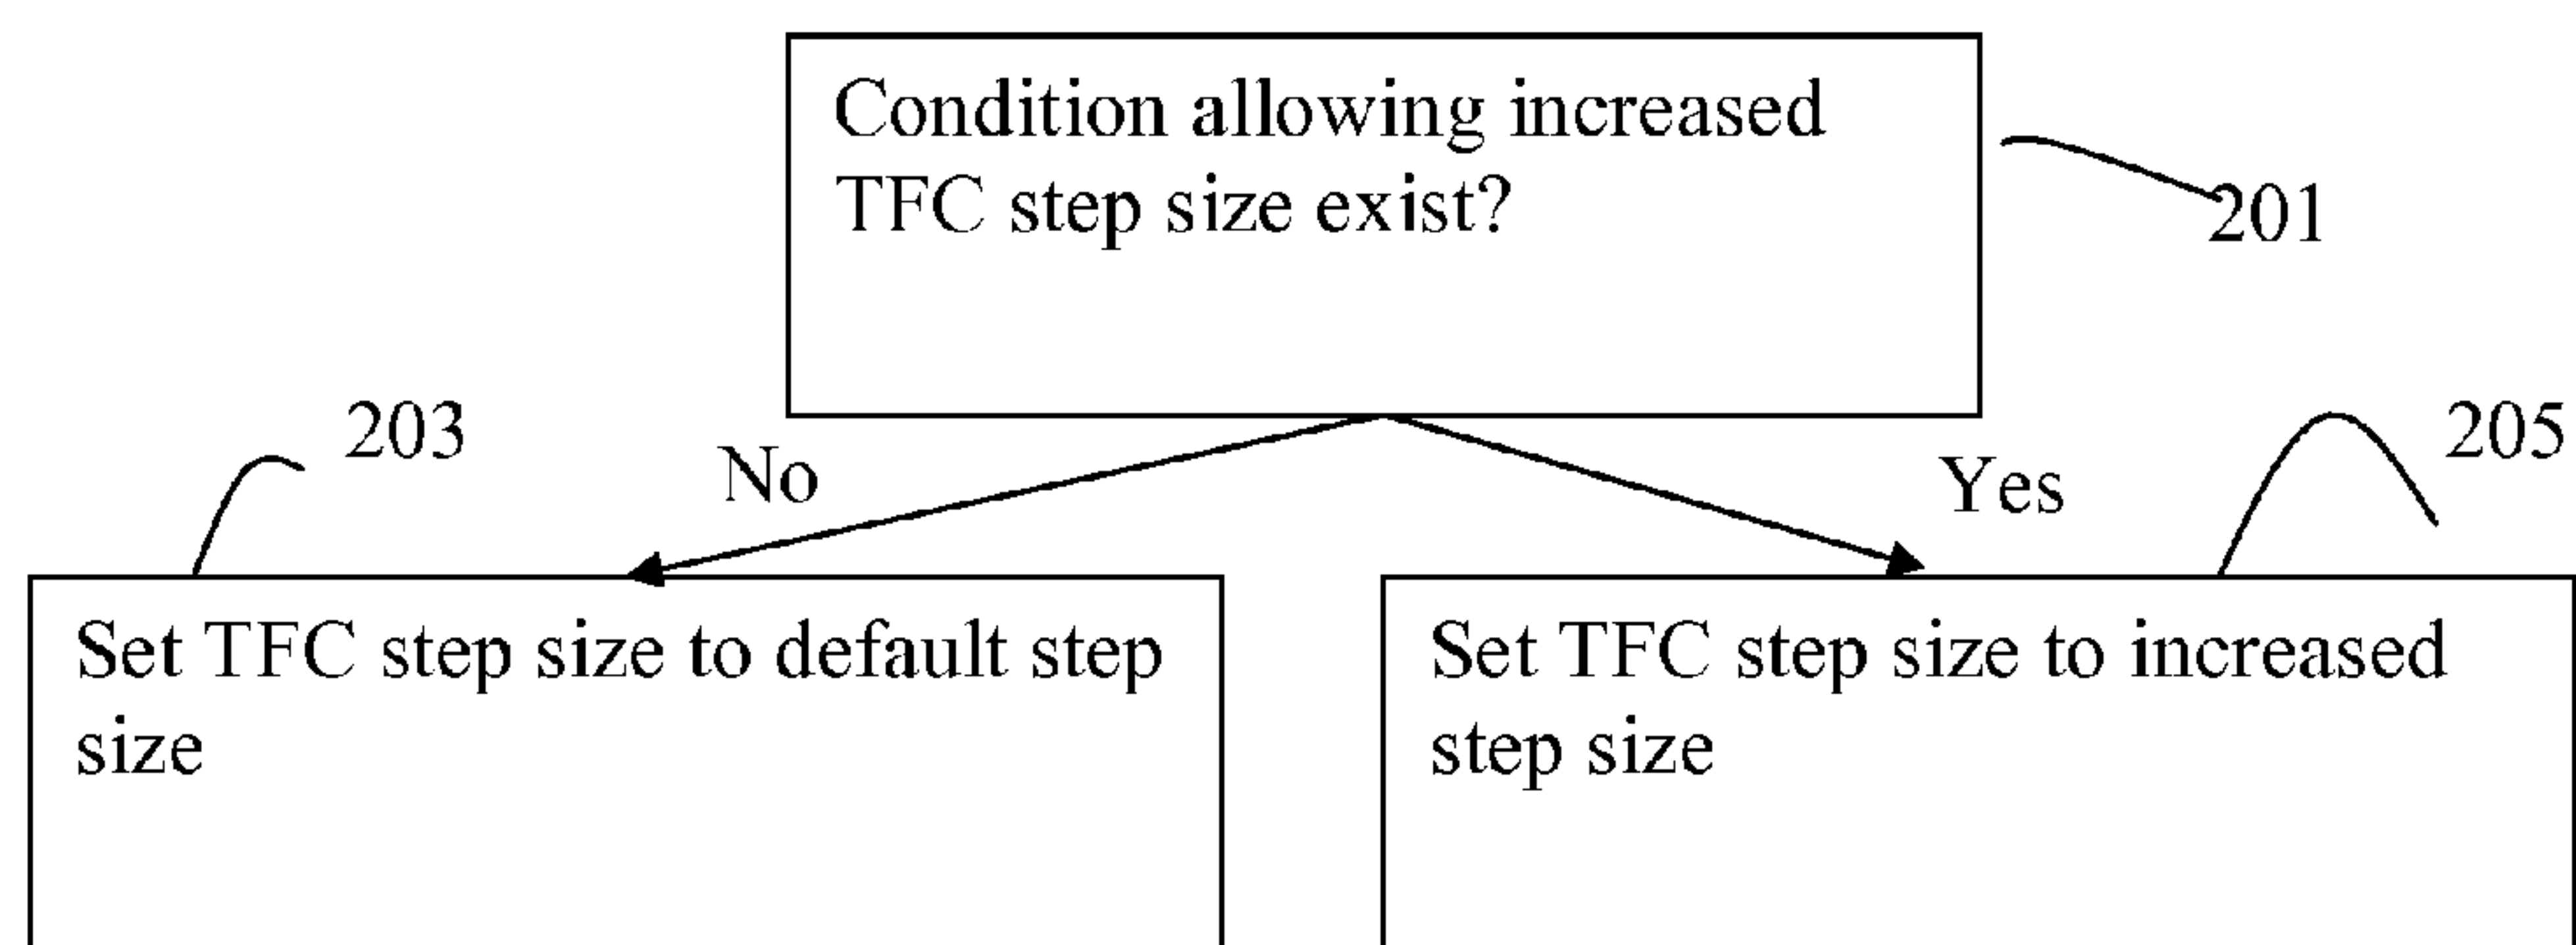 Condition allowing increased
TFC step size exist?
201
203
205
No
Yes
Set TFC step size to default step
size
Set TFC step size to increased
step size